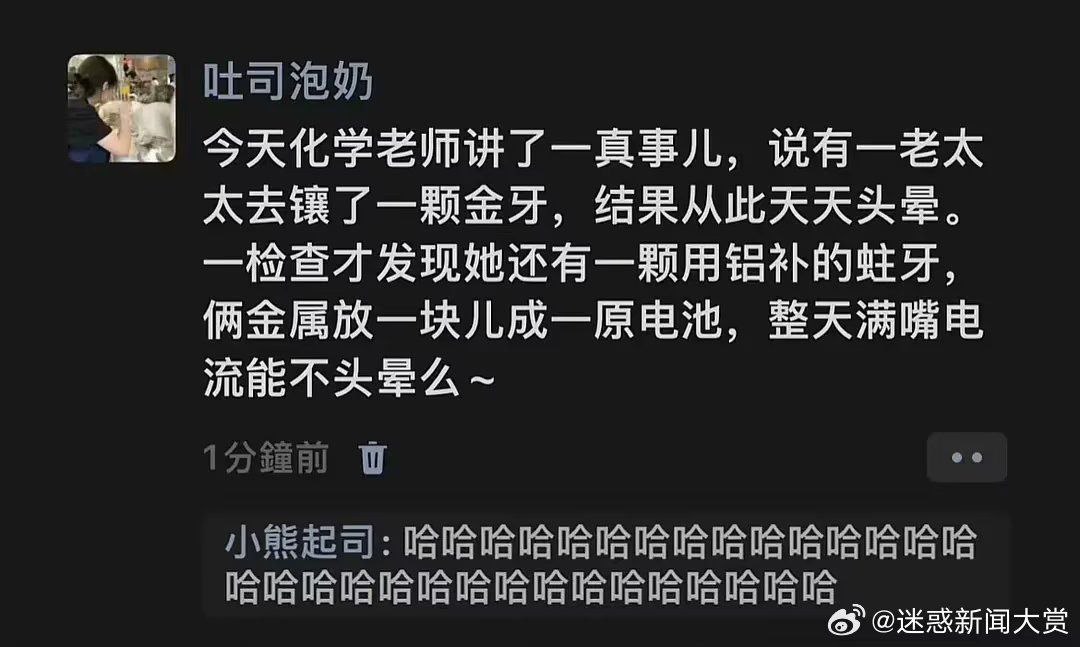 吐司泡奶
今天化学老师讲了一真事儿，说有一老太
太去镶了一颗金牙，结果从此天天头晕。
一检查才发现她还有一颗用铝补的蛀牙，
俩金属放一块儿成一原电池，整天满嘴电
流能不头晕么～
1分鐘前
小熊起司：哈哈哈哈哈哈哈哈哈哈哈哈哈哈哈
哈哈哈哈哈哈哈哈哈哈哈哈哈哈哈哈
@迷惑新闻大赏